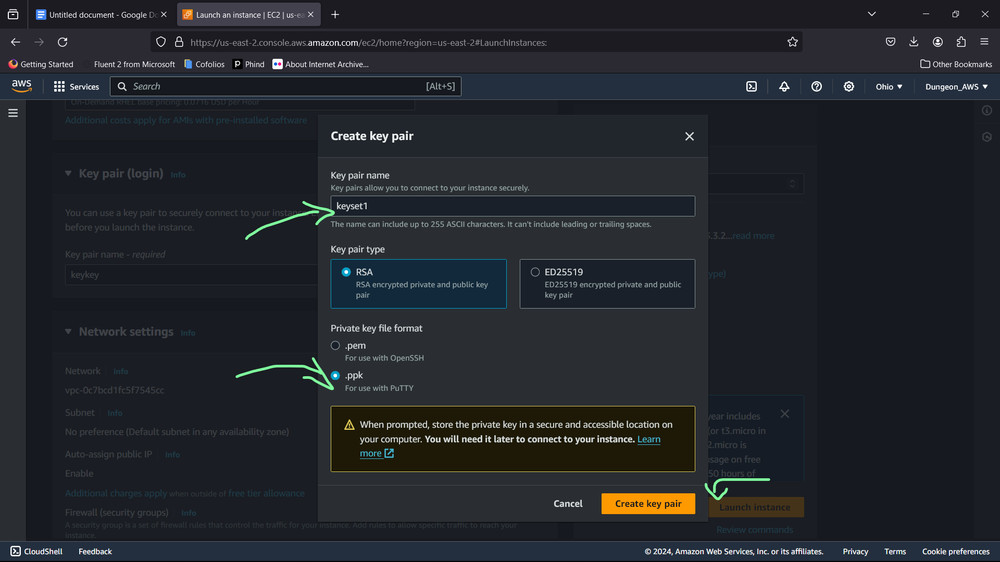 Untitled document - Google Do
Launch an instance | EC2 | us-ea
https://us-east-2.console.aws.amazon.com/ec2/home?region=us-east-2#LaunchInstances:
Getting Started
Fluent 2 from Microsoft
Cofolios
Phind
About Internet Archive...
Other Bookmarks
aws
Services
Search
[Alt+S]
Ohio
Dungeon_AWS
On-Demand RHEL base pricing: 0.0716 USD per Hour
Additional costs apply for AMIs with pre-installed software
Key pair (login) Info
You can use a key pair to securely connect to your instance.
before you launch the instance.
Key pair name - required
keykey
Network settings Info
Network Info
vpc-0c7bcd1fc5f7545cc
Subnet Info
No preference (Default subnet in any availability zone)
Auto-assign public IP Info
Enable
Additional charges apply when outside of free tier allowance
Firewall (security groups) Info
A security group is a set of firewall rules that control the traffic for your instance. Add rules to allow specific traffic to reach your
instance.
Create key pair
Key pair name
Key pairs allow you to connect to your instance securely.
keyset1
The name can include up to 255 ASCII characters. It can't include leading or trailing spaces.
Key pair type
RSA
RSA encrypted private and public key
pair
ED25519
ED25519 encrypted private and public
key pair
Private key file format
.pem
For use with OpenSSH
.ppk
For use with PuTTY
When prompted, store the private key in a secure and accessible location on
your computer. You will need it later to connect to your instance. Learn
more
Cancel
Create key pair
.3.2...read more
ype)
year includes
(or t3.micro in
2.micro is
usage on free
50 hours of
Launch instance
Review commands
CloudShell
Feedback
© 2024, Amazon Web Services, Inc. or its affiliates.
Privacy
Terms
Cookie preferences